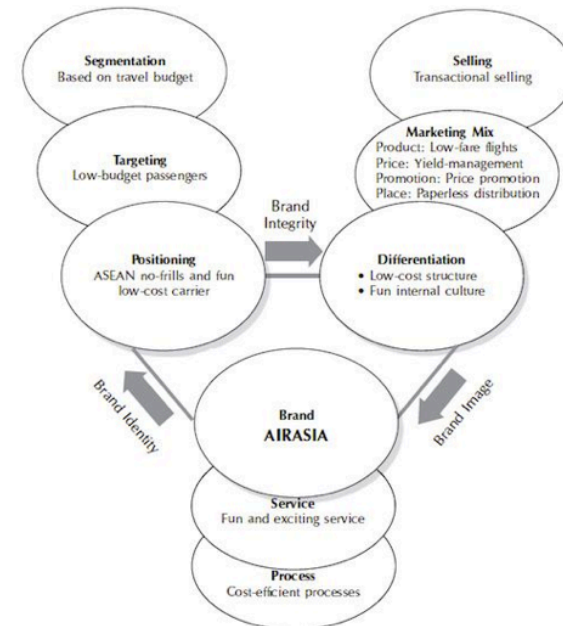 Segmentation
Based on travel budget
Targeting
Low-budget passengers
Positioning
ASEAN no-frills and fun
low-cost carrier
Brand
Integrity
Selling
Transactional selling
Marketing Mix
Product: Low-fare flights
Price: Yield-management
Promotion: Price promotion
Place: Paperless distribution
Differentiation
• Low-cost structure
• Fun internal culture
Brand Identity
Brand Image
Brand
AIRASIA
Service
Fun and exciting service
Process
Cost-efficient processes